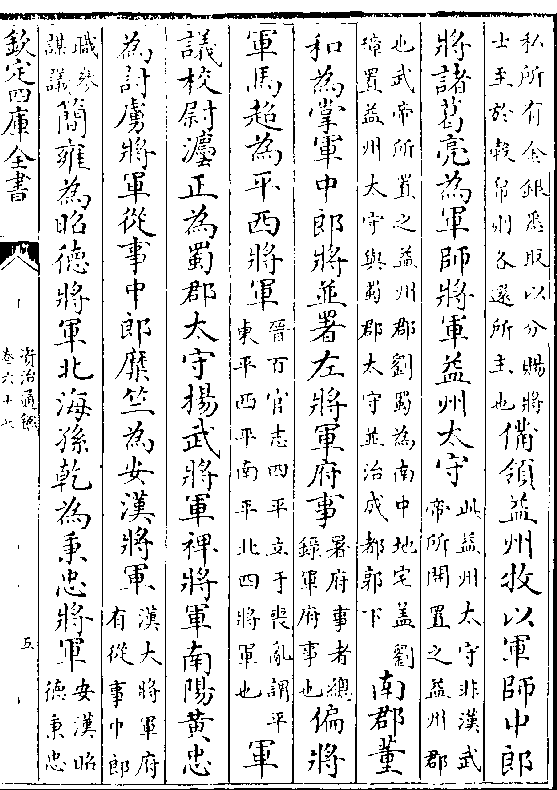 私所有金銀悉取以分賜將
士至於穀帛則各還所主也
備領益州牧以軍師中郎
將諸葛亮為軍師將軍益州太守
此益州太守非漢武
帝所開置之益州郡
也武帝所置之益州郡劉蜀為南中地宅蓋劉
璋置益州太守與蜀郡太守並治成都郭下
南郡董
和為掌軍中郎將並署左將軍府事
署府事者總
錄軍府事也
偏將
軍馬超為平西將軍
晉百官志四平立于喪亂謂平
東平西平南平北四將軍也
軍
議校尉灋正為蜀郡太守揚武將軍裨將軍南陽黃忠
為討虜將軍從事中郎麋竺為安漢將軍
漢大將軍府
有從事中郎
職參
謀議
簡雍為昭德將軍北海孫乾為秉忠將軍
安漢昭
德秉忠
欽定四庫全書
資治通鑑
卷六十七
五